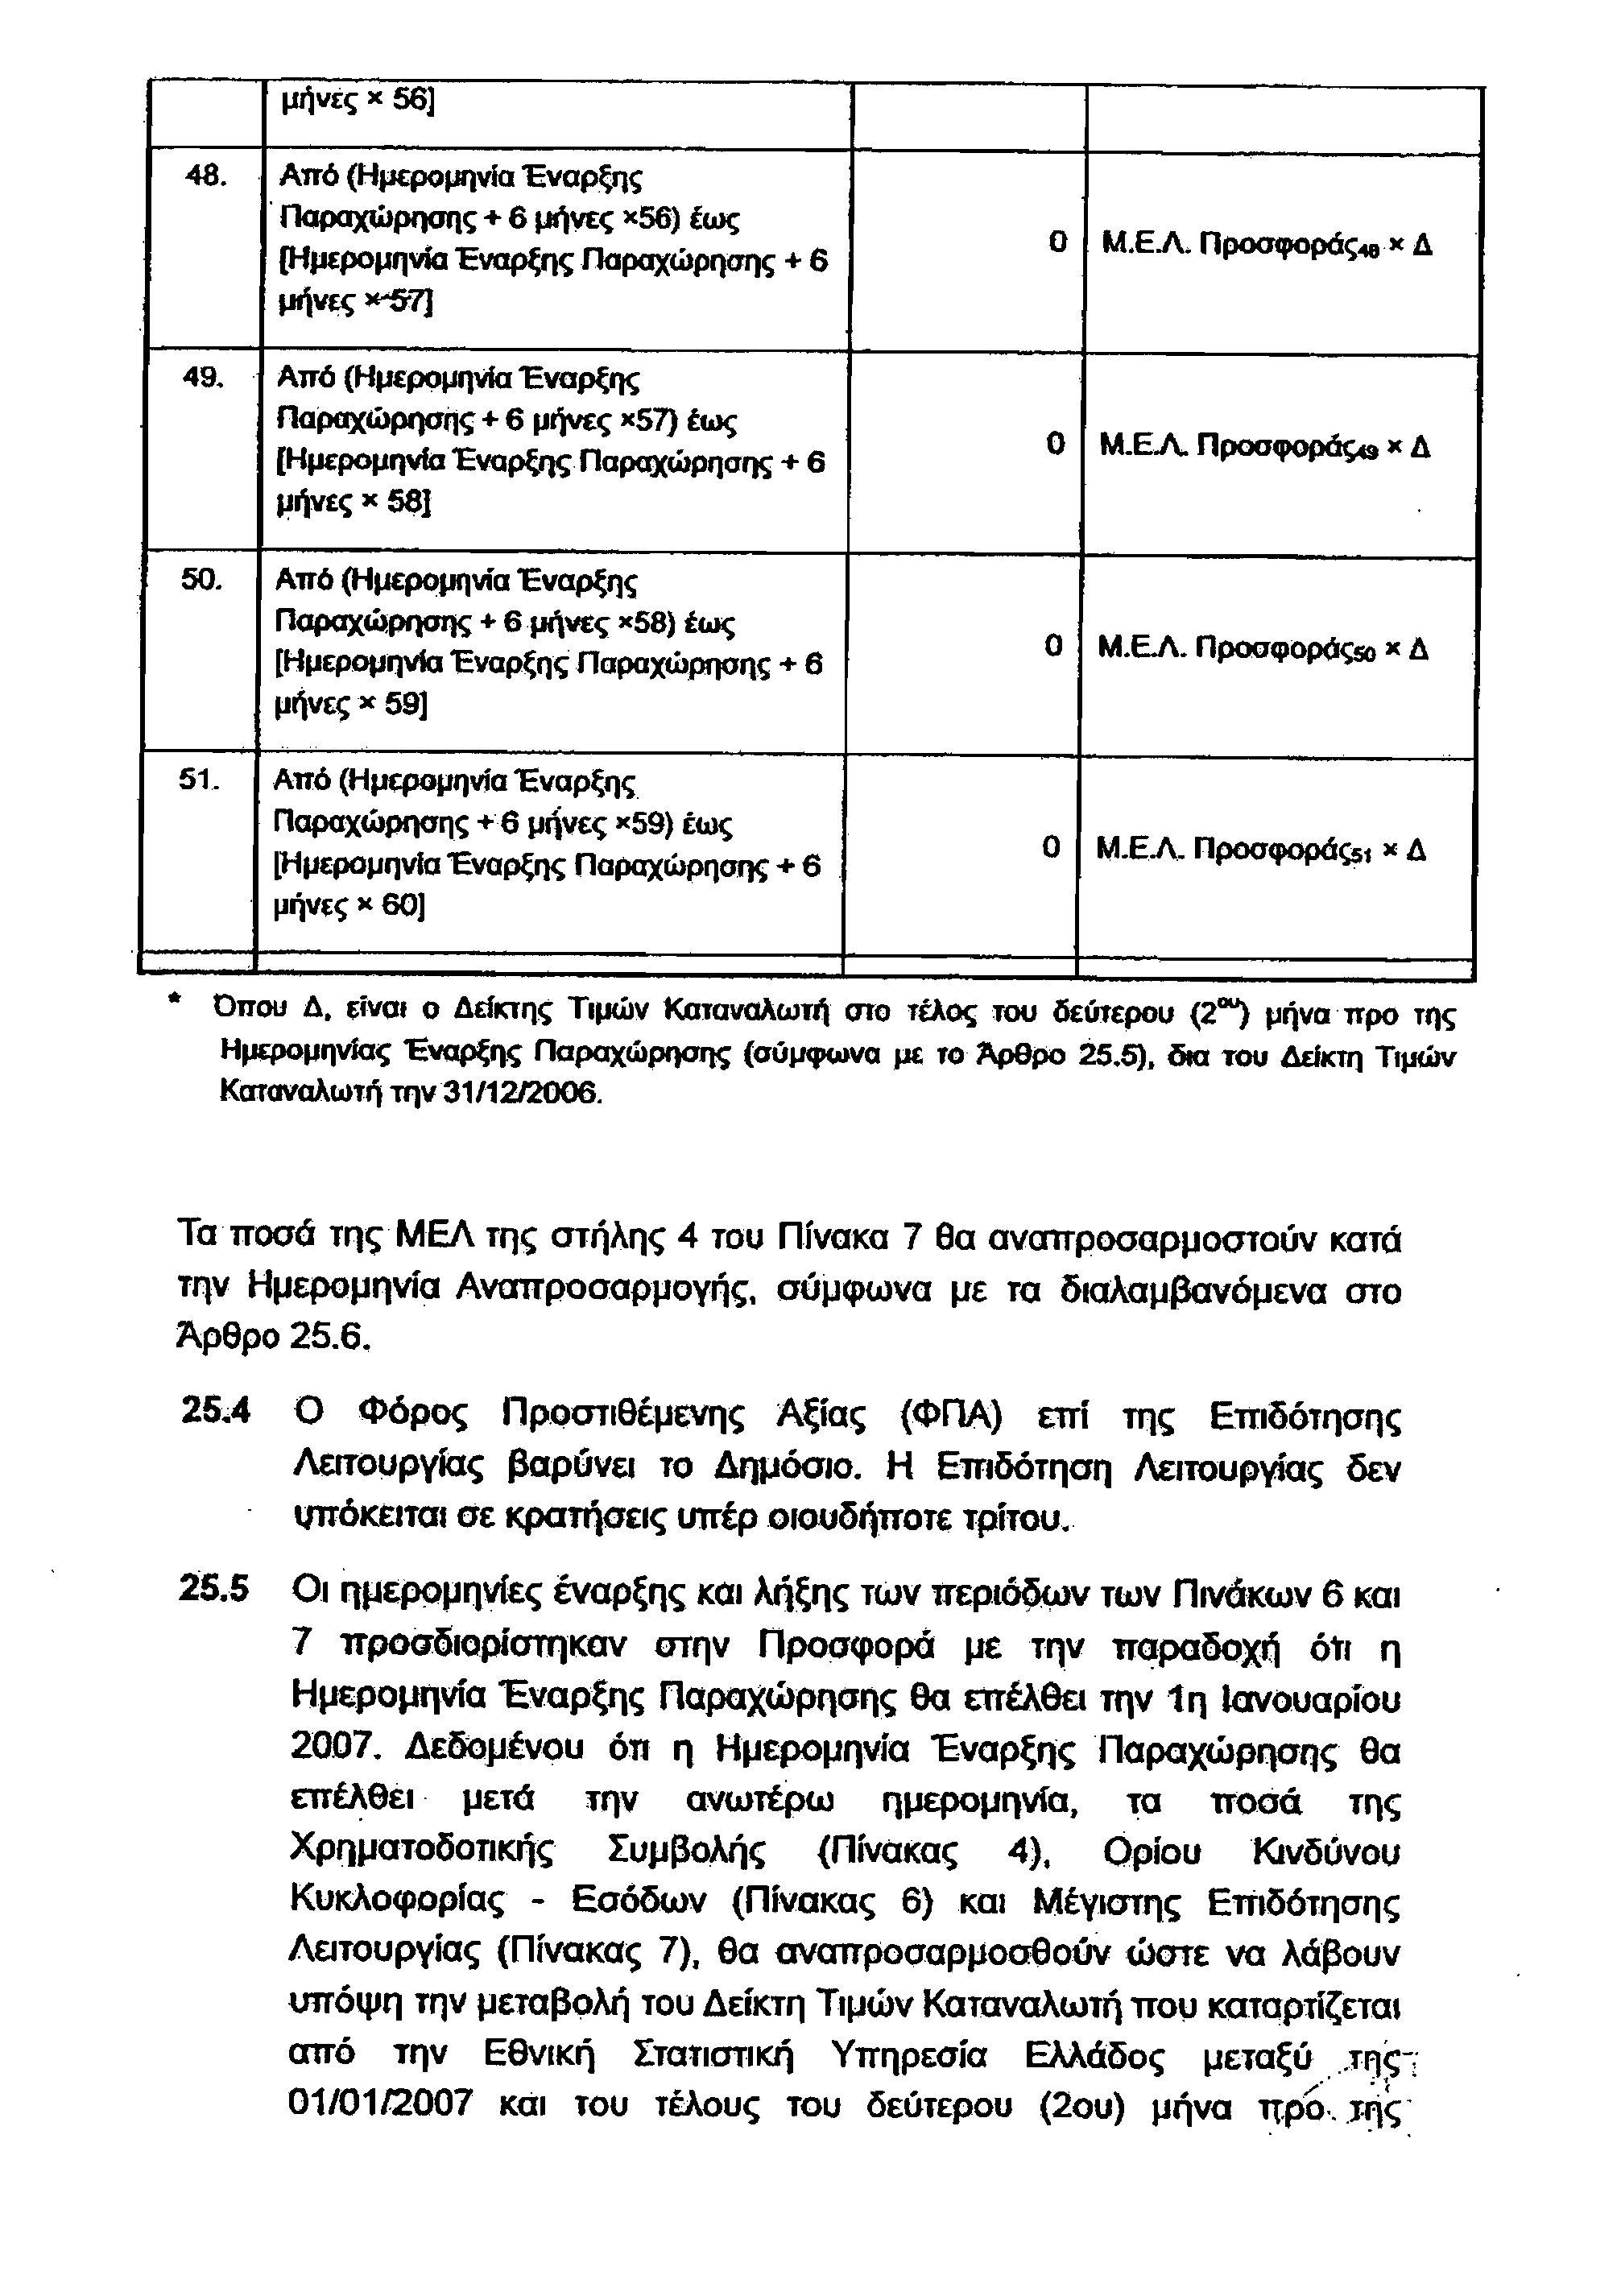 μήνες × 56]
48. Από (Ημερομηνία Έναρξης
Παραχώρησης + 6 μήνες ×56) έως
[Ημερομηνία Έναρξης Παραχώρησης + 6
μήνες × 57]
0 Μ.Ε.Λ. Προσφοράς48 × Δ
49. Από (Ημερομηνία Έναρξης
Παραχώρησης + 6 μήνες ×57) έως
[Ημερομηνία Έναρξης Παραχώρησης + 6
μήνες × 58]
0 Μ.Ε.Λ. Προσφοράς49 × Δ
50. Από (Ημερομηνία Έναρξης
Παραχώρησης + 6 μήνες ×58) έως
[Ημερομηνία Έναρξης Παραχώρησης + 6
μήνες × 59]
0 Μ.Ε.Λ. Προσφοράς50 × Δ
51. Από (Ημερομηνία Έναρξης
Παραχώρησης + 6 μήνες ×59) έως
[Ημερομηνία Έναρξης Παραχώρησης + 6
μήνες × 60]
0 Μ.Ε.Λ. Προσφοράς51 × Δ
* Όπου Δ, είναι ο Δείκτης Τιμών Καταναλωτή στο τέλος του δεύτερου (2ου) μήνα προ της
Ημερομηνίας Έναρξης Παραχώρησης (σύμφωνα με το Άρθρο 25.5), δια του Δείκτη Τιμών
Καταναλωτή την 31/12/2006.
Τα ποσά της ΜΕΛ της στήλης 4 του Πίνακα 7 θα αναπροσαρμοστούν κατά
την Ημερομηνία Αναπροσαρμογής, σύμφωνα με τα διαλαμβανόμενα στο
Άρθρο 25.6.
25.4 Ο Φόρος Προστιθέμενης Αξίας (ΦΠΑ) επί της Επιδότησης
Λειτουργίας βαρύνει το Δημόσιο. Η Επιδότηση Λειτουργίας δεν
υπόκειται σε κρατήσεις υπέρ οιουδήποτε τρίτου.
25.5 Οι ημερομηνίες έναρξης και λήξης των περιόδων των Πινάκων 6 και
7 προσδιορίστηκαν στην Προσφορά με την παραδοχή ότι η
Ημερομηνία Έναρξης Παραχώρησης θα επέλθει την 1η Ιανουαρίου
2007. Δεδομένου ότι η Ημερομηνία Έναρξης Παραχώρησης θα
επέλθει μετά την ανωτέρω ημερομηνία, τα ποσά της
Χρηματοδοτικής Συμβολής (Πίνακας 4), Ορίου Κινδύνου
Κυκλοφορίας - Εσόδων (Πίνακας 6) και Μέγιστης Επιδότησης
Λειτουργίας (Πίνακας 7), θα αναπροσαρμοσθούν ώστε να λάβουν
υπόψη την μεταβολή του Δείκτη Τιμών Καταναλωτή που καταρτίζεται
από την Εθνική Στατιστική Υπηρεσία Ελλάδος μεταξύ της
01/01/2007 και του τέλους του δεύτερου (2ου) μήνα προ της